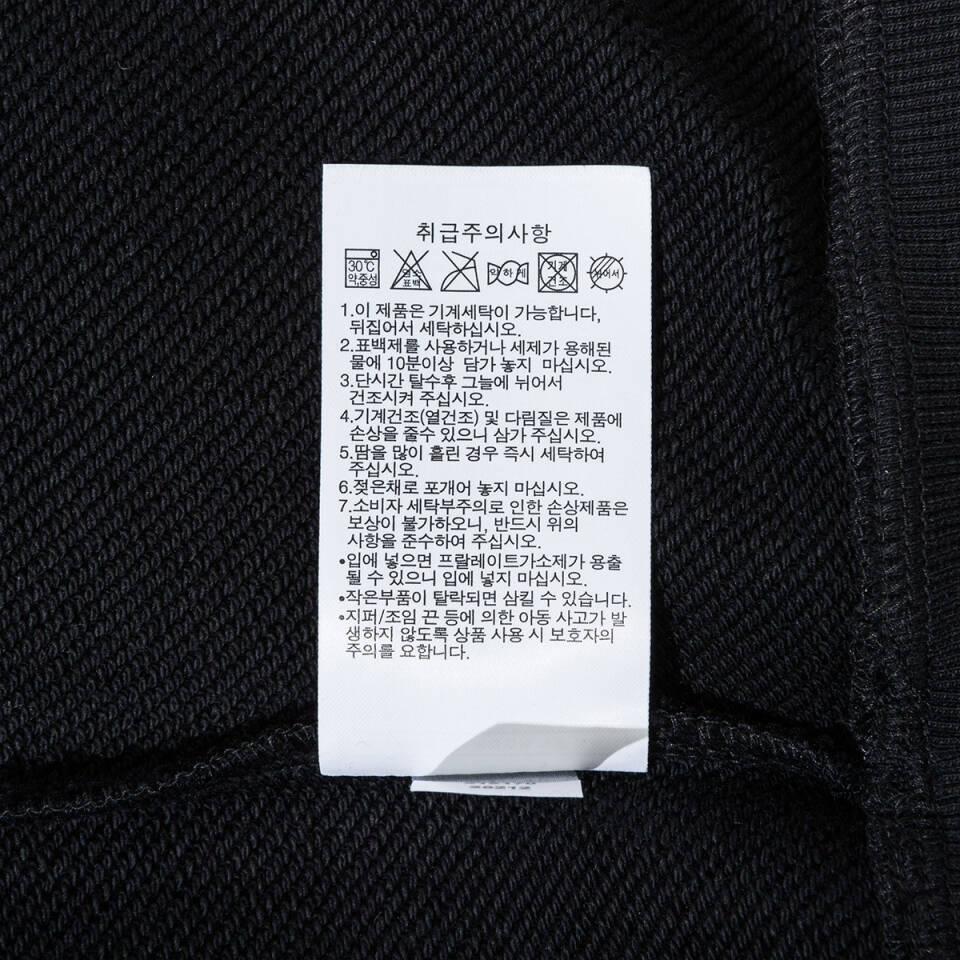 취급주의사항
30℃ 약,중성
염소 표백
약하게
기계 건조
뉘어서
1.이 제품은 기계세탁이 가능합니다,
뒤집어서 세탁하십시오.
2.표백제를 사용하거나 세제가 용해된
물에 10분이상 담가 놓지 마십시오.
3.단시간 탈수후 그늘에 뉘어서
건조시켜 주십시오.
4.기계건조(열건조) 및 다림질은 제품에
손상을 줄수 있으니 삼가 주십시오.
5.땀을 많이 흘린 경우 즉시 세탁하여
주십시오.
6.젖은채로 포개어 놓지 마십시오.
7.소비자 세탁부주의로 인한 손상제품은
보상이 불가하오니, 반드시 위의
사항을 준수하여 주십시오.
•입에 넣으면 프랄레이트가소제가 용출
될 수 있으니 입에 넣지 마십시오.
•작은부품이 탈락되면 삼킬 수 있습니다.
•지퍼/조임 끈 등에 의한 아동 사고가 발
생하지 않도록 상품 사용 시 보호자의
주의를 요합니다.